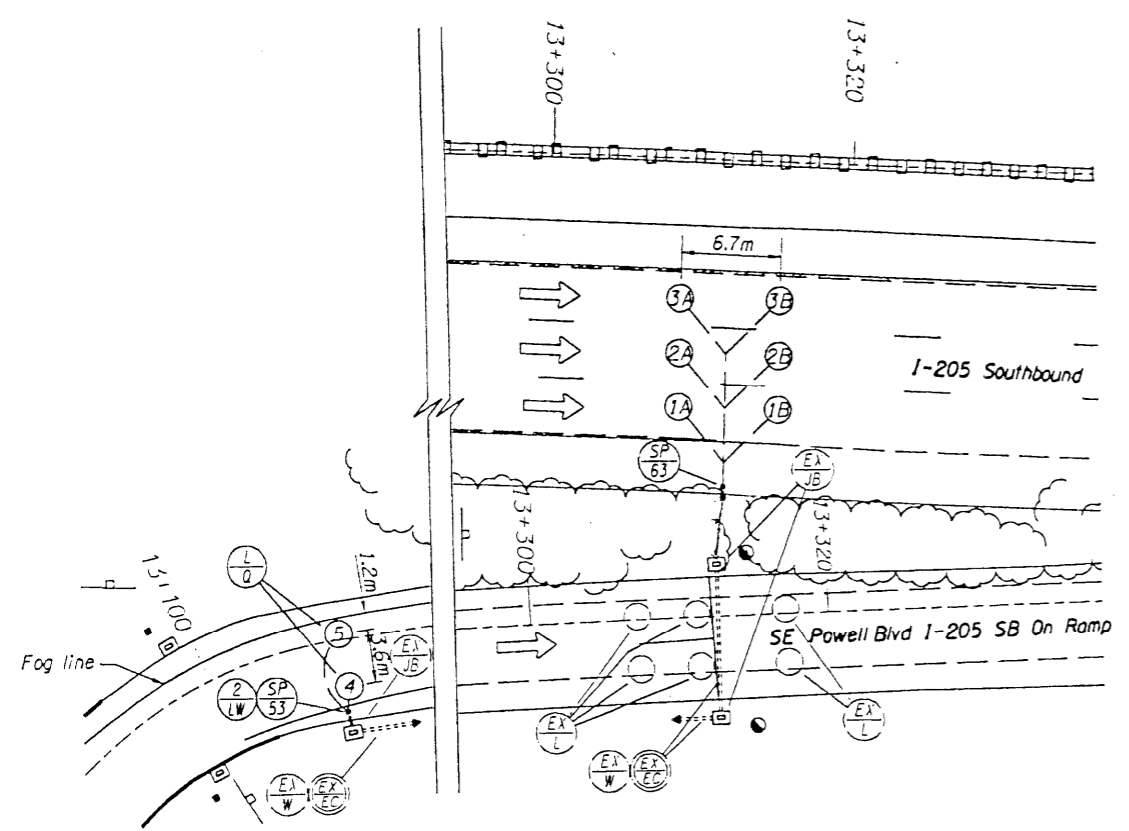 13+300
13+320
6.7m
3A
3B
2A
2B
I-205 Southbound
1A
1B
SP
63
EX
JB
13+300
13+320
L
Q
1.2m
13+100
5
3.6m
EX
JB
SE Powell Blvd I-205 SB On Ramp
Fog line
4
2
LW
SP
53
EX
L
EX
L
EX
W
EX
EC
EX
W
EX
EC